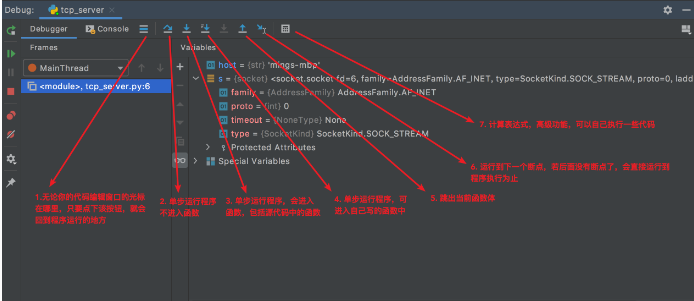 Debug: tcp_server
Debugger Console
Frames
Variables
MainThread
<module>, tcp_server.py:6
host = {str} 'mings-mbp'
s = {socket} <socket.socket fd=6, family=AddressFamily.AF_INET, type=SocketKind.SOCK_STREAM, proto=0, ladd
family = {AddressFamily} AddressFamily.AF_INET
proto = {int} 0
timeout = {NoneType} None
type = {SocketKind} SocketKind.SOCK_STREAM
Protected Attributes
Special Variables
1.无论你的代码编辑窗口的光标
在哪里,只要点下该按钮,就会
回到程序运行的地方
2. 单步运行程序
不进入函数
3. 单步运行程序,会进入
函数,包括源代码中的函数
4. 单步运行程序,可
进入自己写的函数中
5. 跳出当前函数体
6. 运行到下一个断点,若后面没有断点了,会直接运行到
程序执行为止
7. 计算表达式,高级功能,可以自己执行一些代码